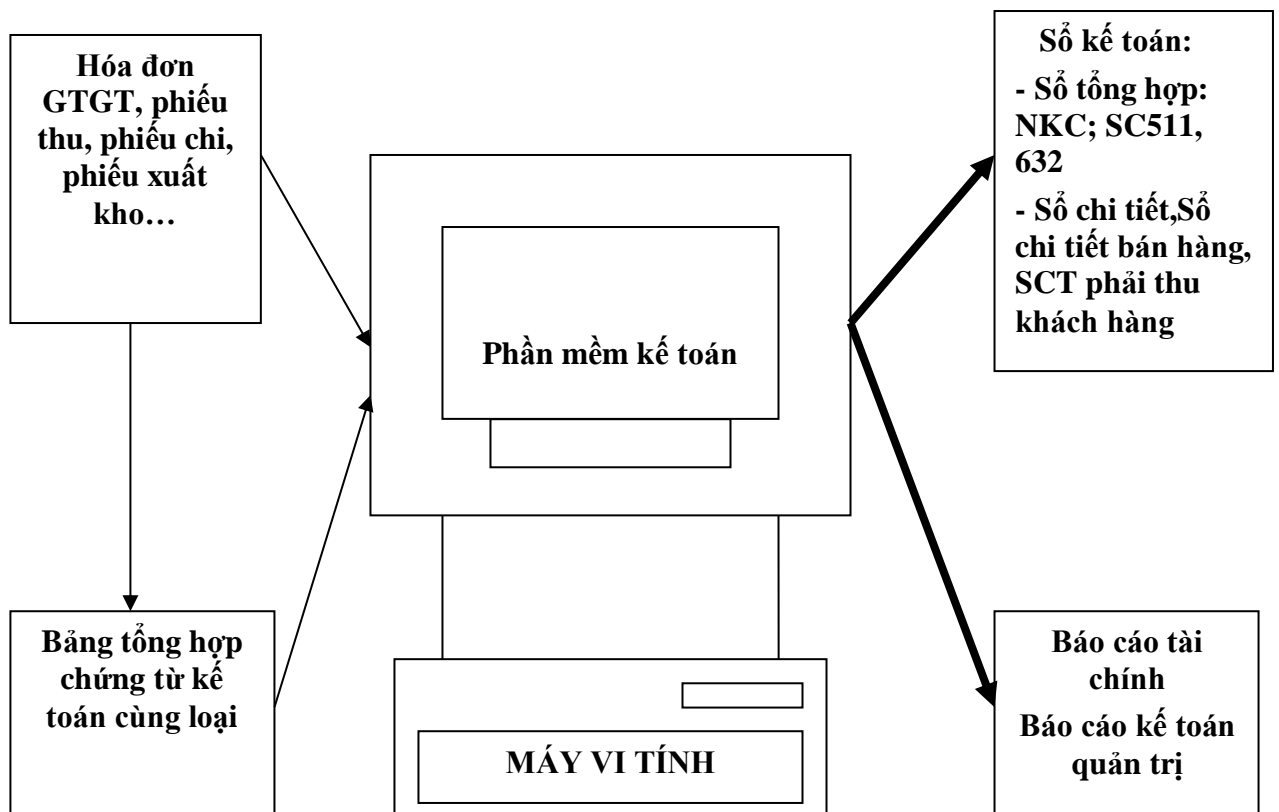 Hóa đơn
GTGT, phiếu
thu, phiếu chi,
phiếu xuất
kho…
Sổ kế toán:
- Sổ tổng hợp:
NKC; SC511,
632
- Sổ chi tiết,Sổ
chi tiết bán hàng,
SCT phải thu
khách hàng
Phần mềm kế toán
Bảng tổng hợp
chứng từ kế
toán cùng loại
MÁY VI TÍNH
Báo cáo tài
chính
Báo cáo kế toán
quản trị